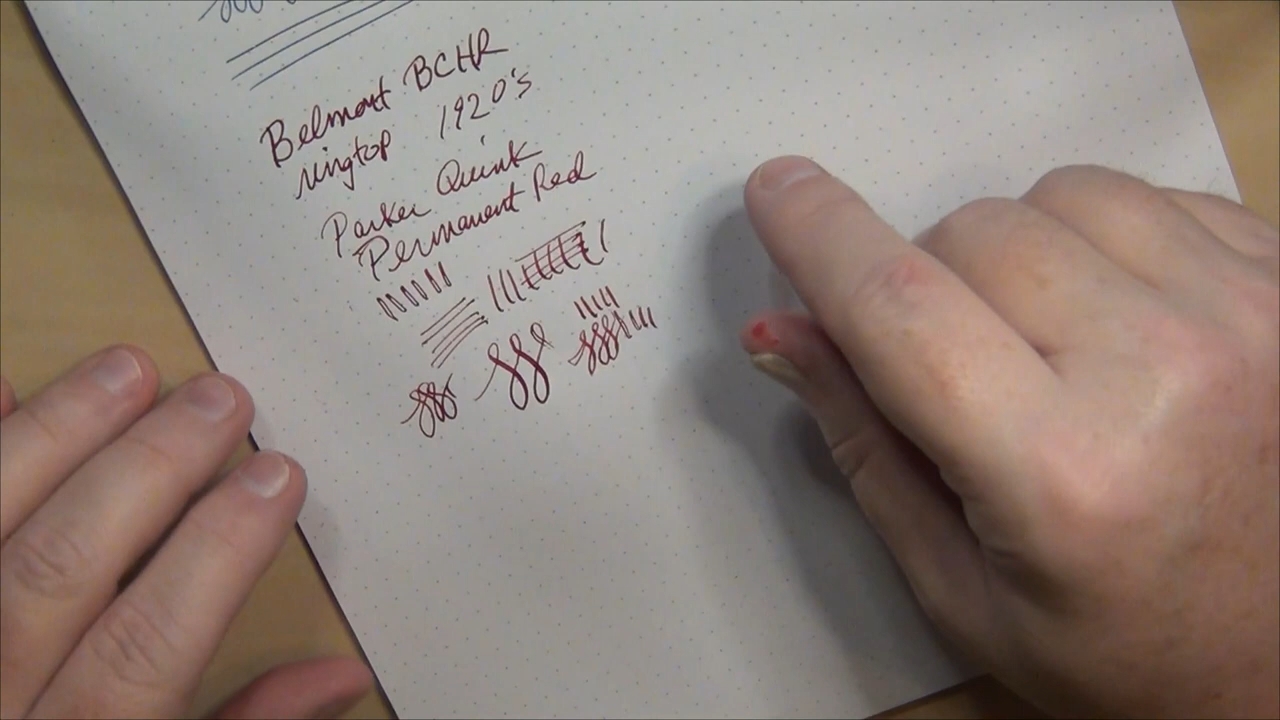 Belmont BCHR
ringtop 1920's
Parker Quink
Permanent Red